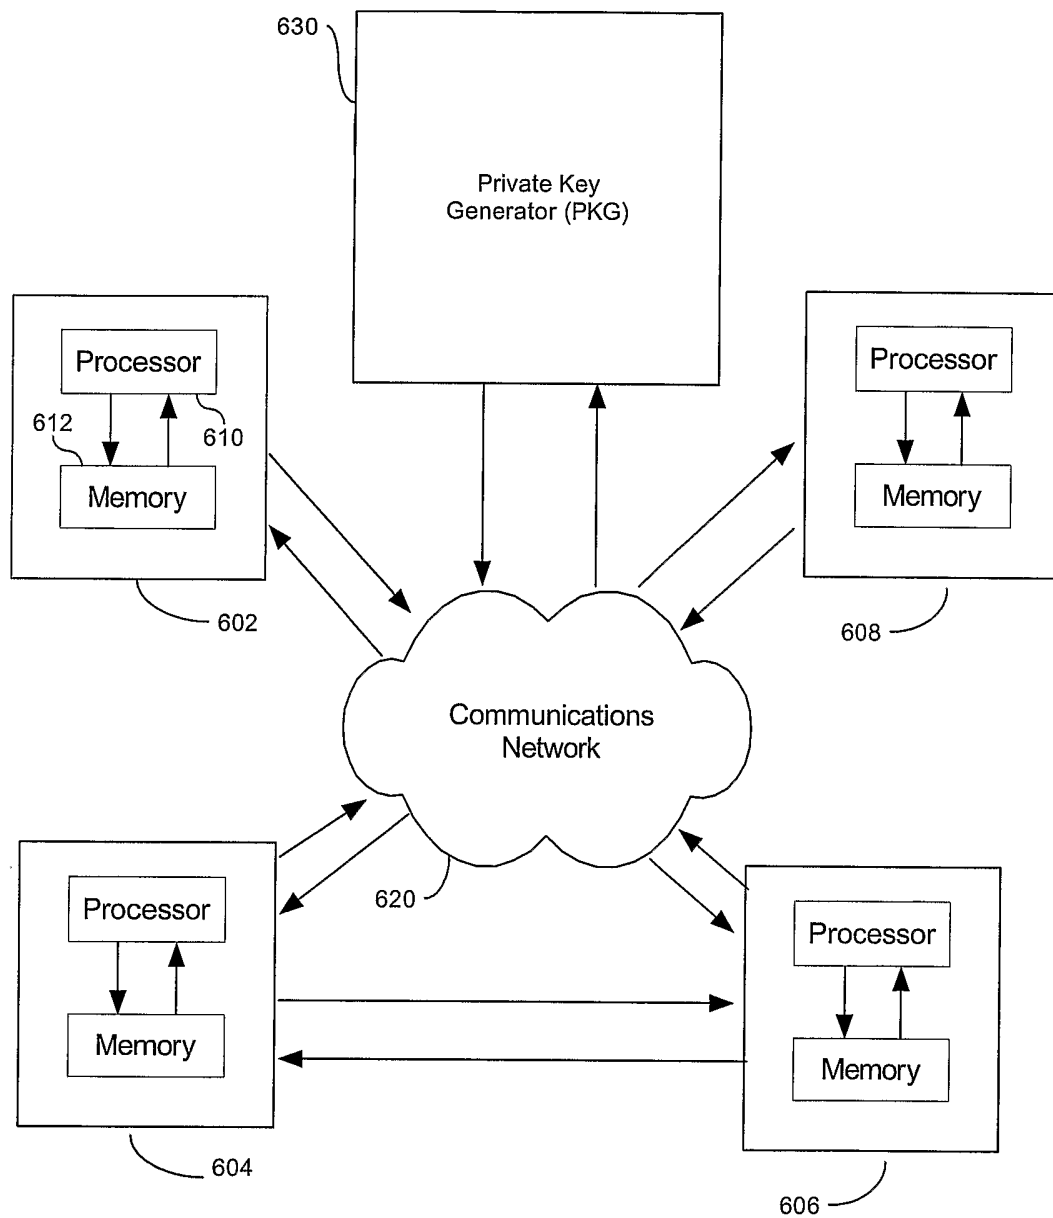 630
Private Key
Generator (PKG)
Processor
612
610
Memory
602
Processor
Memory
608
Communications
Network
620
Processor
Memory
604
Processor
Memory
606